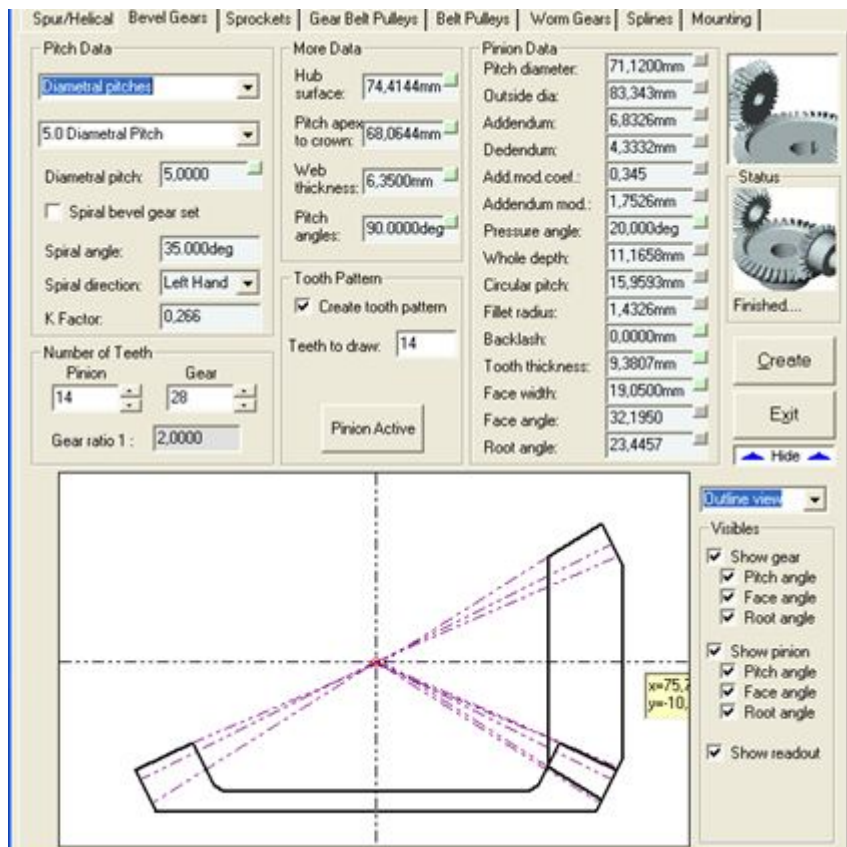 Spur/Helical Bevel Gears Sprockets Gear Belt Pulleys Belt Pulleys Worm Gears Splines Mounting
Pitch Data
Diametral pitches
5.0 Diametral Pitch
Diametral pitch: 5,0000
Spiral bevel gear set
Spiral angle: 35.000deg
Spiral direction: Left Hand
K Factor: 0,266
Number of Teeth
Pinion Gear
14 28
Gear ratio 1 : 2,0000
More Data
Hub surface: 74,4144mm
Pitch apex to crown: 68,0644mm
Web thickness: 6,3500mm
Pitch angles: 90.0000deg
Tooth Pattern
Create tooth pattern
Teeth to draw: 14
Pinion Active
Pinion Data
Pitch diameter: 71,1200mm
Outside dia: 83,343mm
Addendum: 6,8326mm
Dedendum: 4,3332mm
Add.mod.coef.: 0,345
Addendum mod.: 1,7526mm
Pressure angle: 20,000deg
Whole depth: 11,1658mm
Circular pitch: 15,9593mm
Fillet radius: 1,4326mm
Backlash: 0,0000mm
Tooth thickness: 9,3807mm
Face width: 19,0500mm
Face angle: 32,1950
Root angle: 23,4457
Status
Finished....
Create
Exit
Hide
Outline view
Visibles
Show gear
Pitch angle
Face angle
Root angle
Show pinion
Pitch angle
Face angle
Root angle
Show readout
x=75,
y=-10,